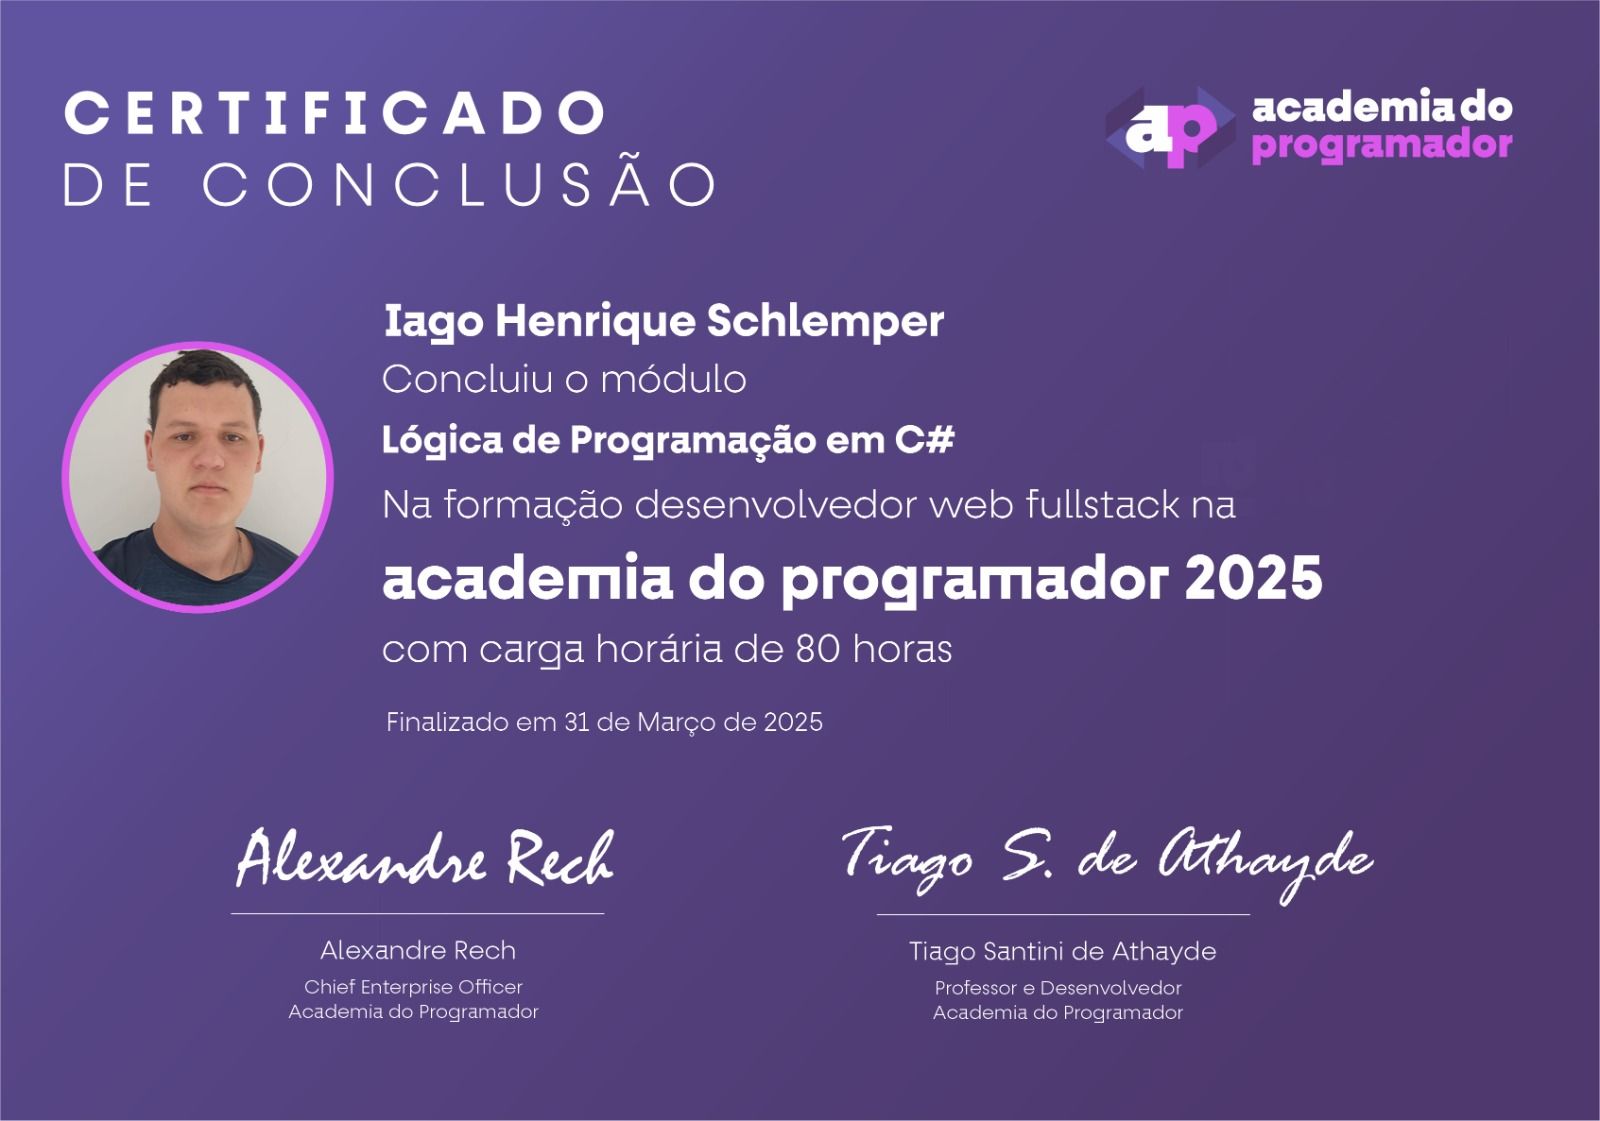 CERTIFICADO
DE CONCLUSÃO
ap
academia do
programador
Iago Henrique Schlemper
Concluiu o módulo
Lógica de Programação em C#
Na formação desenvolvedor web fullstack na
academia do programador 2025
com carga horária de 80 horas
Finalizado em 31 de Março de 2025
Alexandre Rech
Tiago S. de Athayde
Alexandre Rech
Chief Enterprise Officer
Academia do Programador
Tiago Santini de Athayde
Professor e Desenvolvedor
Academia do Programador